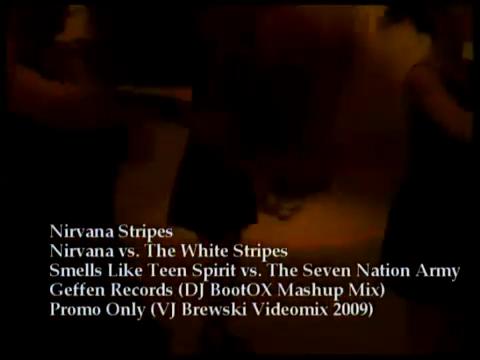 Nirvana Stripes
Nirvana vs. The White Stripes
Smells Like Teen Spirit vs. The Seven Nation Army
Geffen Records (DJ BootOX Mashup Mix)
Promo Only (VJ Brewski Videomix 2009)